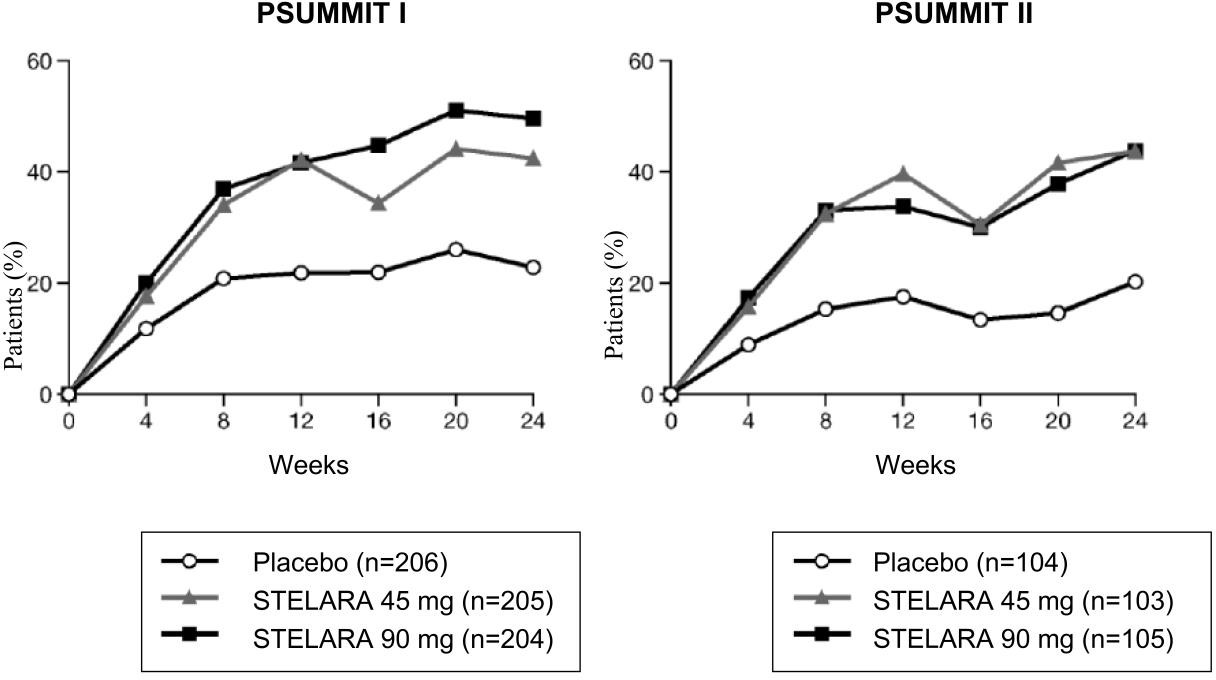 PSUMMIT I
60
40
20
0
Patients (%)
0 4 8 12 16 20 24
Weeks
Placebo (n=206)
STELARA 45 mg (n=205)
STELARA 90 mg (n=204)
PSUMMIT II
60
40
20
0
Patients (%)
0 4 8 12 16 20 24
Weeks
Placebo (n=104)
STELARA 45 mg (n=103)
STELARA 90 mg (n=105)